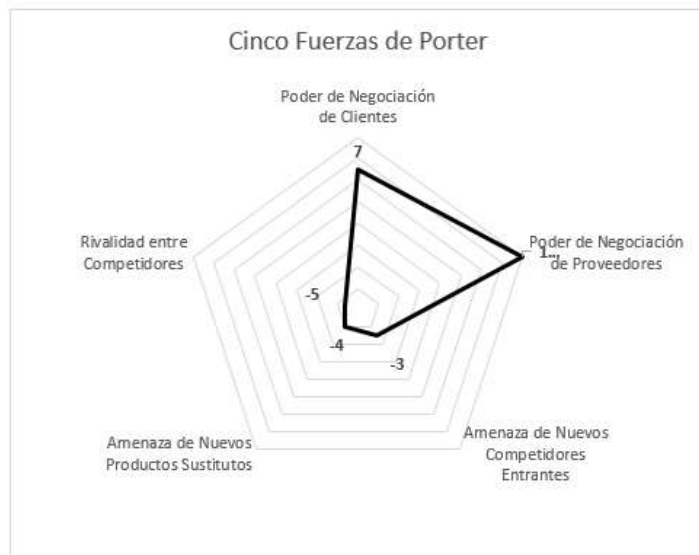 Cinco Fuerzas de Porter
Poder de Negociación
de Clientes
7
Rivalidad entre
Competidores
Poder de Negociación
de Proveedores
1...
-5
-4
-3
Amenaza de Nuevos
Productos Sustitutos
Amenaza de Nuevos
Competidores
Entrantes